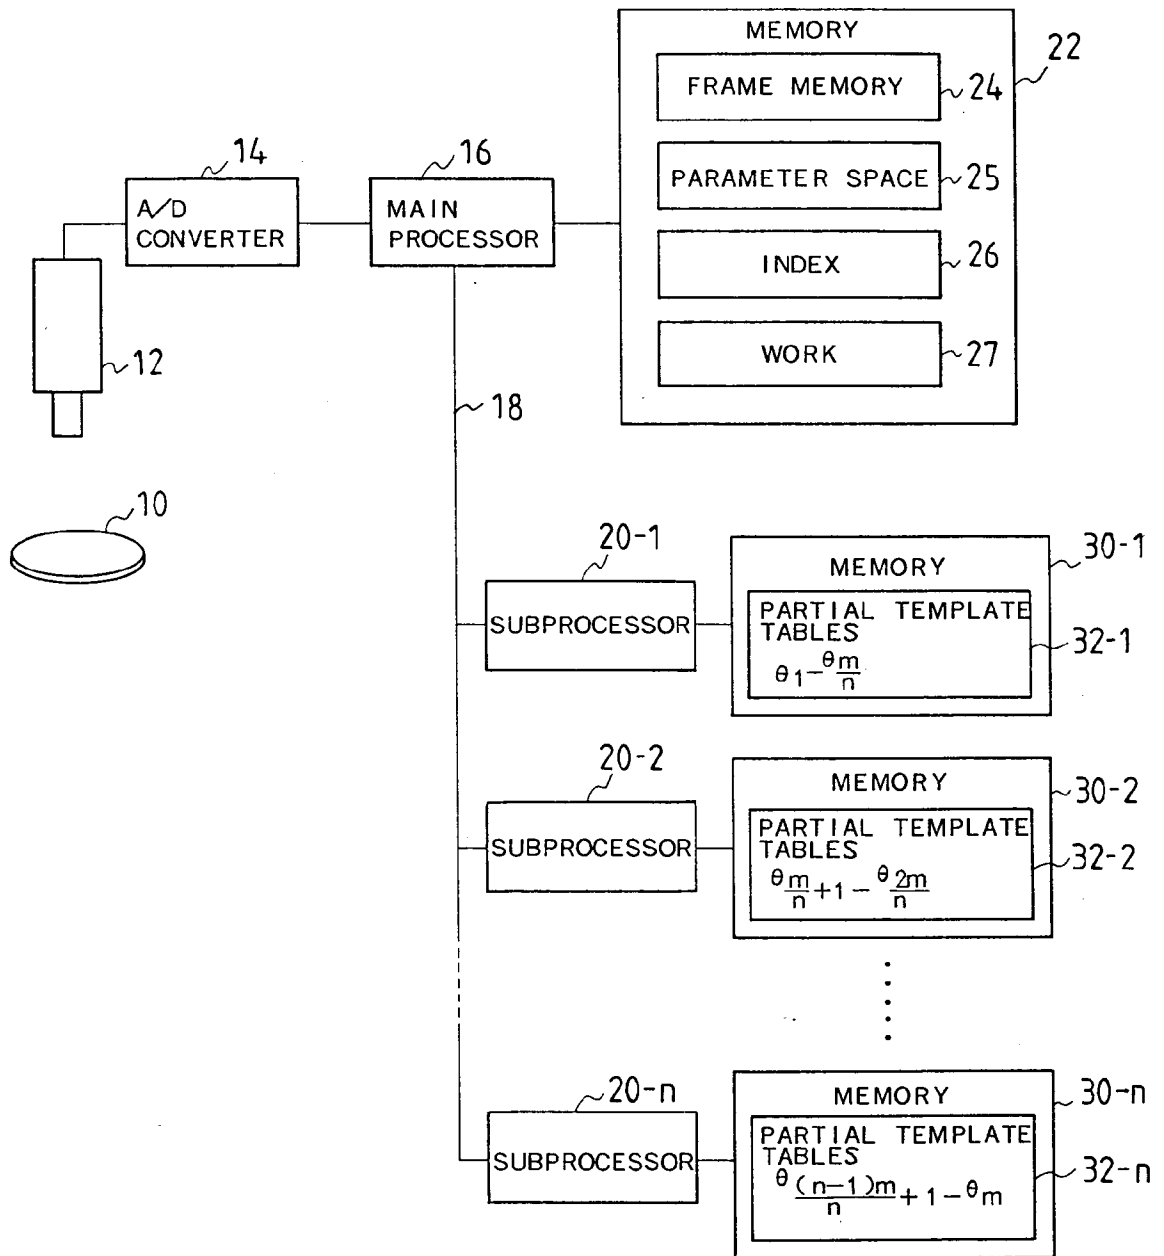 MEMORY
22
FRAME MEMORY
24
14
16
PARAMETER SPACE
25
A/D
CONVERTER
MAIN
PROCESSOR
INDEX
26
12
WORK
27
18
10
20-1
30-1
MEMORY
SUBPROCESSOR
PARTIAL TEMPLATE
TABLES
32-1
θ1-θm/n
20-2
MEMORY
30-2
SUBPROCESSOR
PARTIAL TEMPLATE
TABLES
32-2
θm/n+1-θ2m/n
20-n
MEMORY
30-n
SUBPROCESSOR
PARTIAL TEMPLATE
TABLES
32-n
θ(n-1)m/n+1-θm